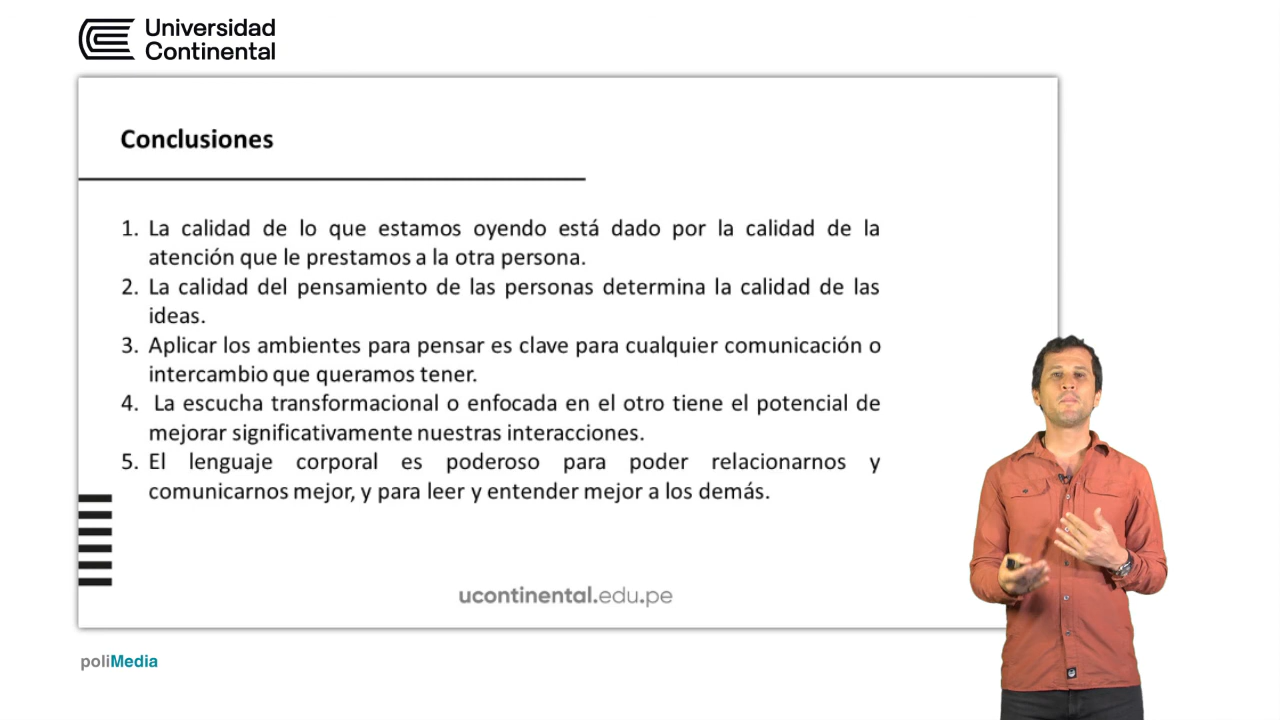 Universidad
Continental
Conclusiones
1. La calidad de lo que estamos oyendo está dado por la calidad de la
atención que le prestamos a la otra persona.
2. La calidad del pensamiento de las personas determina la calidad de las
ideas.
3. Aplicar los ambientes para pensar es clave para cualquier comunicación o
intercambio que queramos tener.
4. La escucha transformacional o enfocada en el otro tiene el potencial de
mejorar significativamente nuestras interacciones.
5. El lenguaje corporal es poderoso para poder relacionarnos y
comunicarnos mejor, y para leer y entender mejor a los demás.
ucontinental.edu.pe
poliMedia